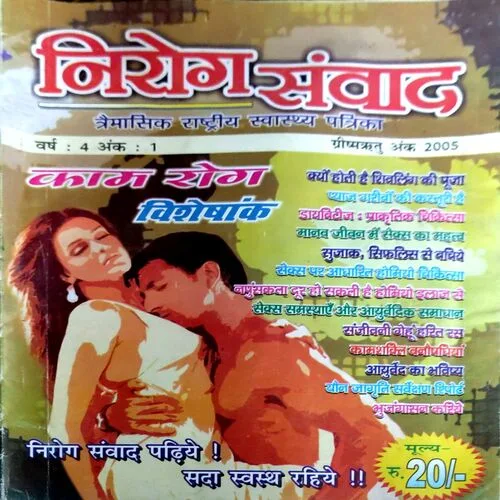 निरोग संवाद
त्रैमासिक राष्ट्रीय स्वास्थ्य पत्रिका
वर्ष : 4 अंक : 1
ग्रीष्मऋतु अंक 2005
काम रोग
विशेषांक
क्यों होती है शिवलिंग की पूजा
प्याज गरीबों की कस्तूरी है
डायबिटीज : प्राकृतिक चिकित्सा
मानव जीवन में सैक्स का महत्व
सुजाक, सिफलिस से बचिये
सेक्स पर आधारित होमियो चिकित्सा
नपुंसकता दूर हो सकती है होमियो इलाज से
सेक्स समस्याएँ और आयुर्वेदिक समाधान
संजीवनी गेहू हरित रस
कामशक्ति वनौषधियां
आयुर्वेद का भविष्य
यौन जागृति सर्वेक्षण रिपोर्ट
भुजंगासन करिये
निरोग संवाद पढ़िये !
सदा स्वस्थ रहिये !!
मूल्य-
रु. 20/-